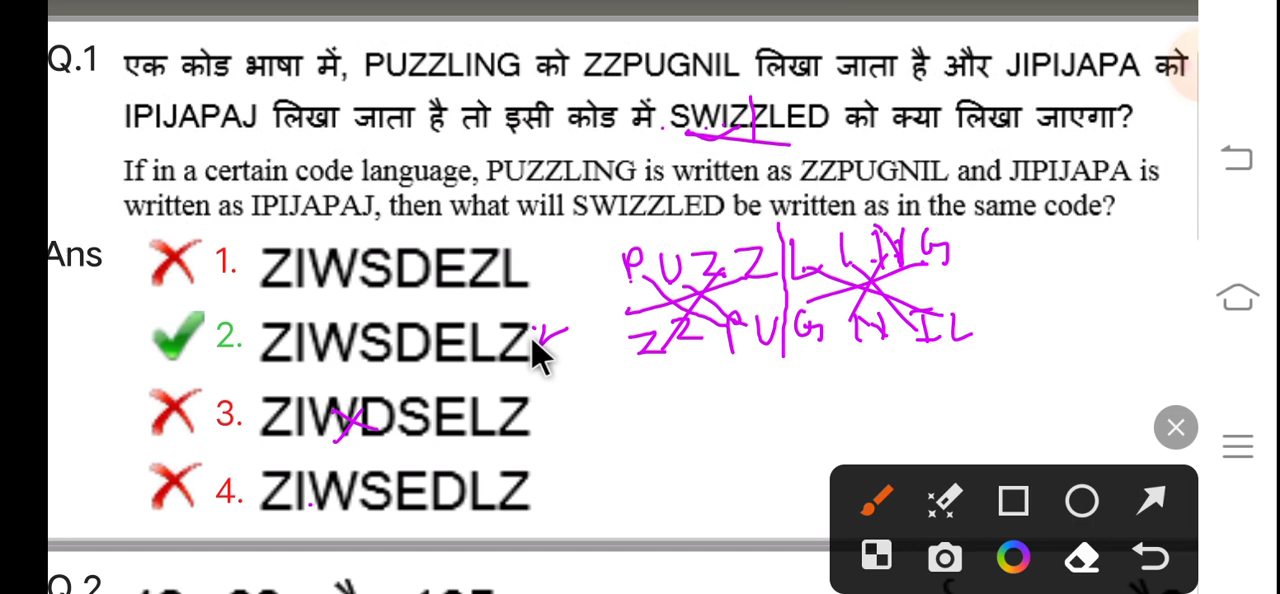 Q.1 एक कोड भाषा में, PUZZLING को ZZPUGNIL लिखा जाता है और JIPIJAPA को
IPIJAPAJ लिखा जाता है तो इसी कोड में SWIZZLED को क्या लिखा जाएगा?
If in a certain code language, PUZZLING is written as ZZPUGNIL and JIPIJAPA is
written as IPIJAPAJ, then what will SWIZZLED be written as in the same code?
Ans 1. ZIWSDEZL
2. ZIWSDELZ
3. ZIWDSELZ
4. ZIWSEDLZ
PUZZ|LING
ZZPU|GNIL
Q.2